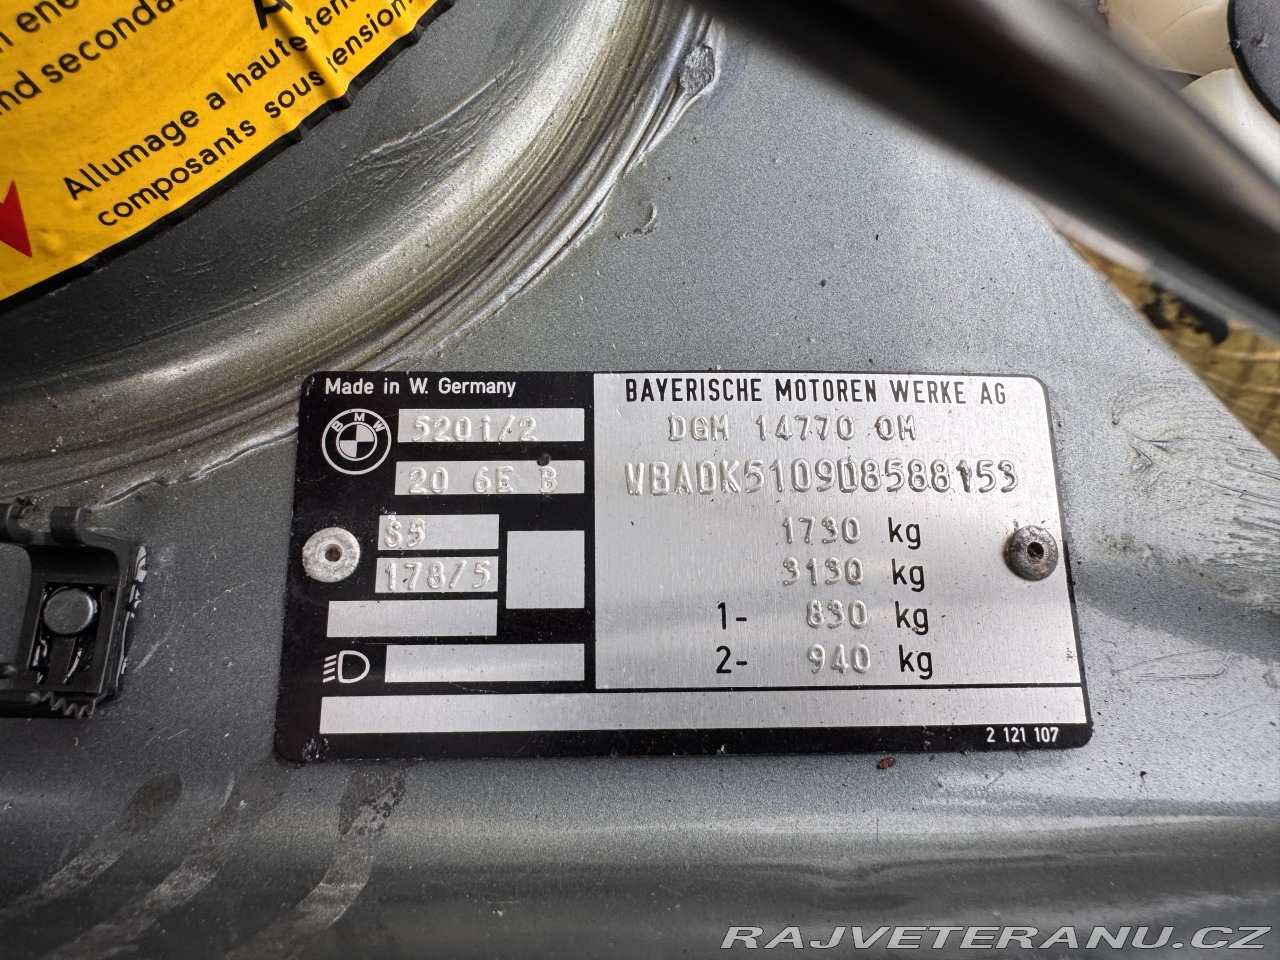 en ene
and seconda
A
Allumage a haute ten
composants sous tension.
Made in W. Germany
BMW
520i/2
20 6E B
S5
178/5
BAYERISCHE MOTOREN WERKE AG
DGM 14770 OM
WBADK5109D8588153
1730 kg
3130 kg
1- 830 kg
2- 940 kg
2 121 107
RAJVETERANU.CZ